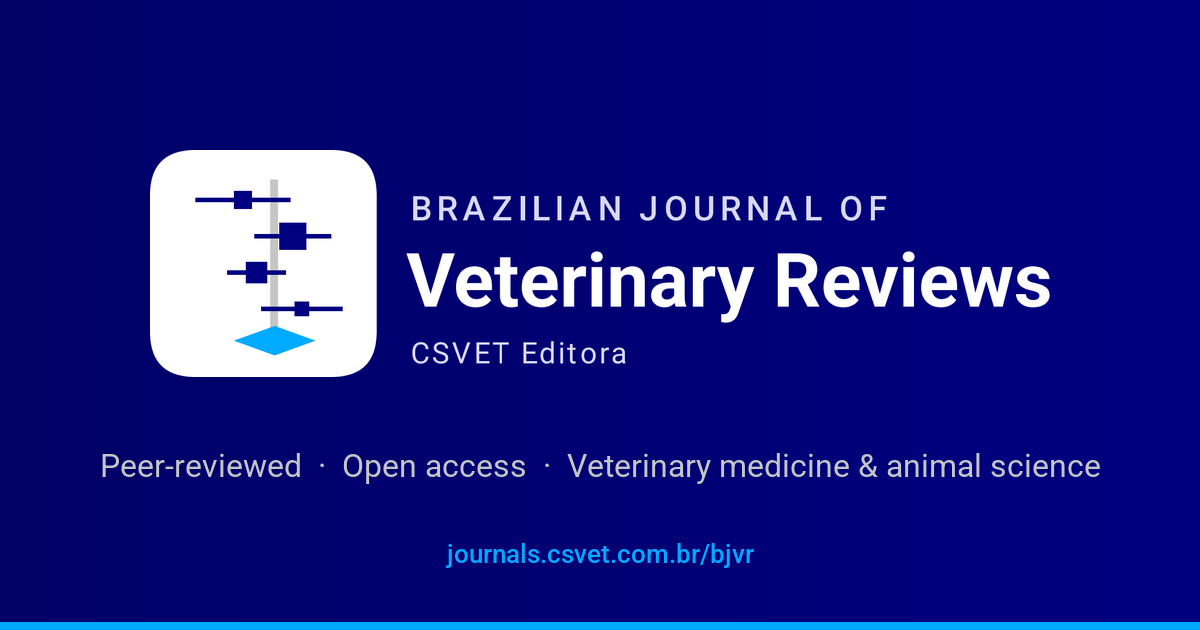 BRAZILIAN JOURNAL OF
Veterinary Reviews
CSVET Editora
Peer-reviewed · Open access · Veterinary medicine & animal science
journals.csvet.com.br/bjvr